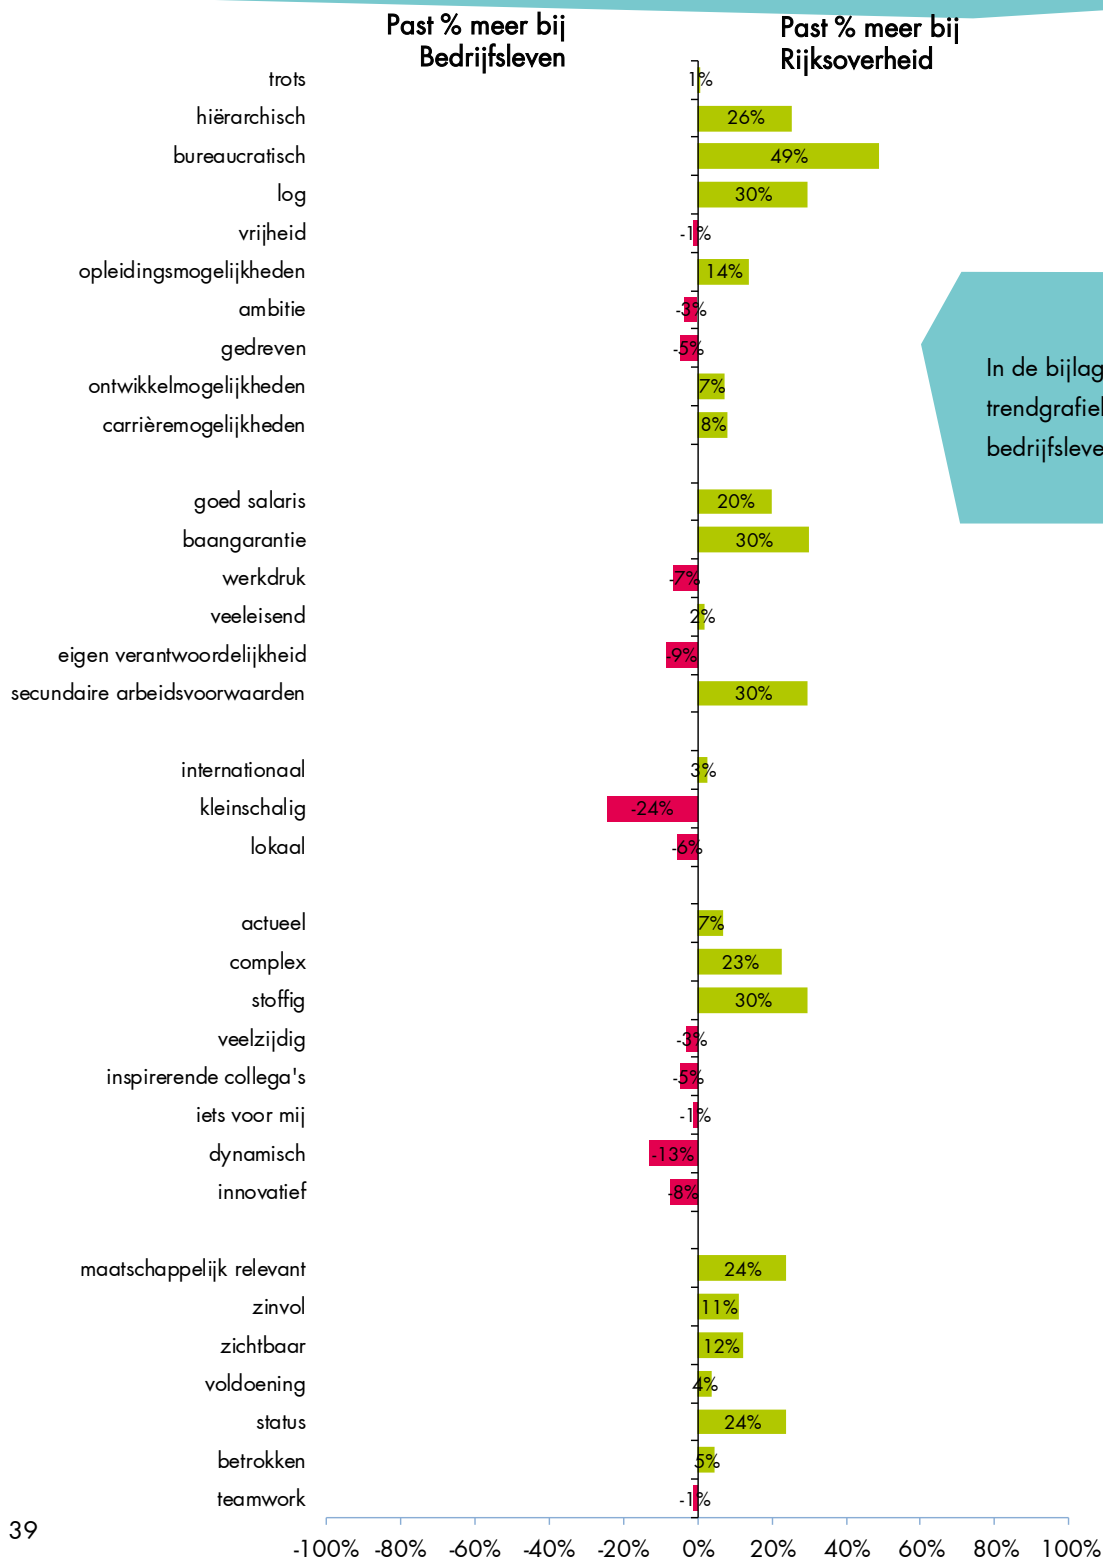 Past % meer bij
Bedrijfsleven
Past % meer bij
Rijksoverheid
trots 1%
hiërarchisch 26%
bureaucratisch 49%
log 30%
vrijheid -1%
opleidingsmogelijkheden 14%
ambitie -3%
gedreven -5%
ontwikkelmogelijkheden 7%
carrièremogelijkheden 8%
goed salaris 20%
baangarantie 30%
werkdruk -7%
veeleisend 2%
eigen verantwoordelijkheid -9%
secundaire arbeidsvoorwaarden 30%
internationaal 3%
kleinschalig -24%
lokaal -6%
actueel 7%
complex 23%
stoffig 30%
veelzijdig -3%
inspirerende collega's -5%
iets voor mij -1%
dynamisch -13%
innovatief -8%
maatschappelijk relevant 24%
zinvol 11%
zichtbaar 12%
voldoening 4%
status 24%
betrokken 5%
teamwork -1%
-100% -80% -60% -40% -20% 0% 20% 40% 60% 80% 100%
In de bijlag
trendgrafiek
bedrijfsleve
39